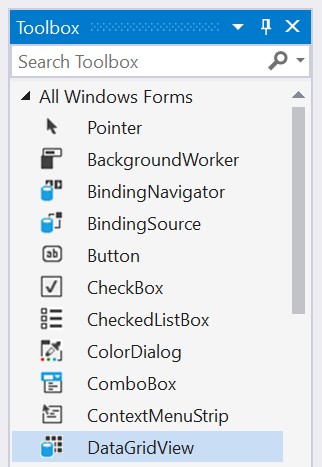 Toolbox
Search Toolbox
All Windows Forms
Pointer
BackgroundWorker
BindingNavigator
BindingSource
ab Button
CheckBox
CheckedListBox
ColorDialog
ComboBox
ContextMenuStrip
DataGridView